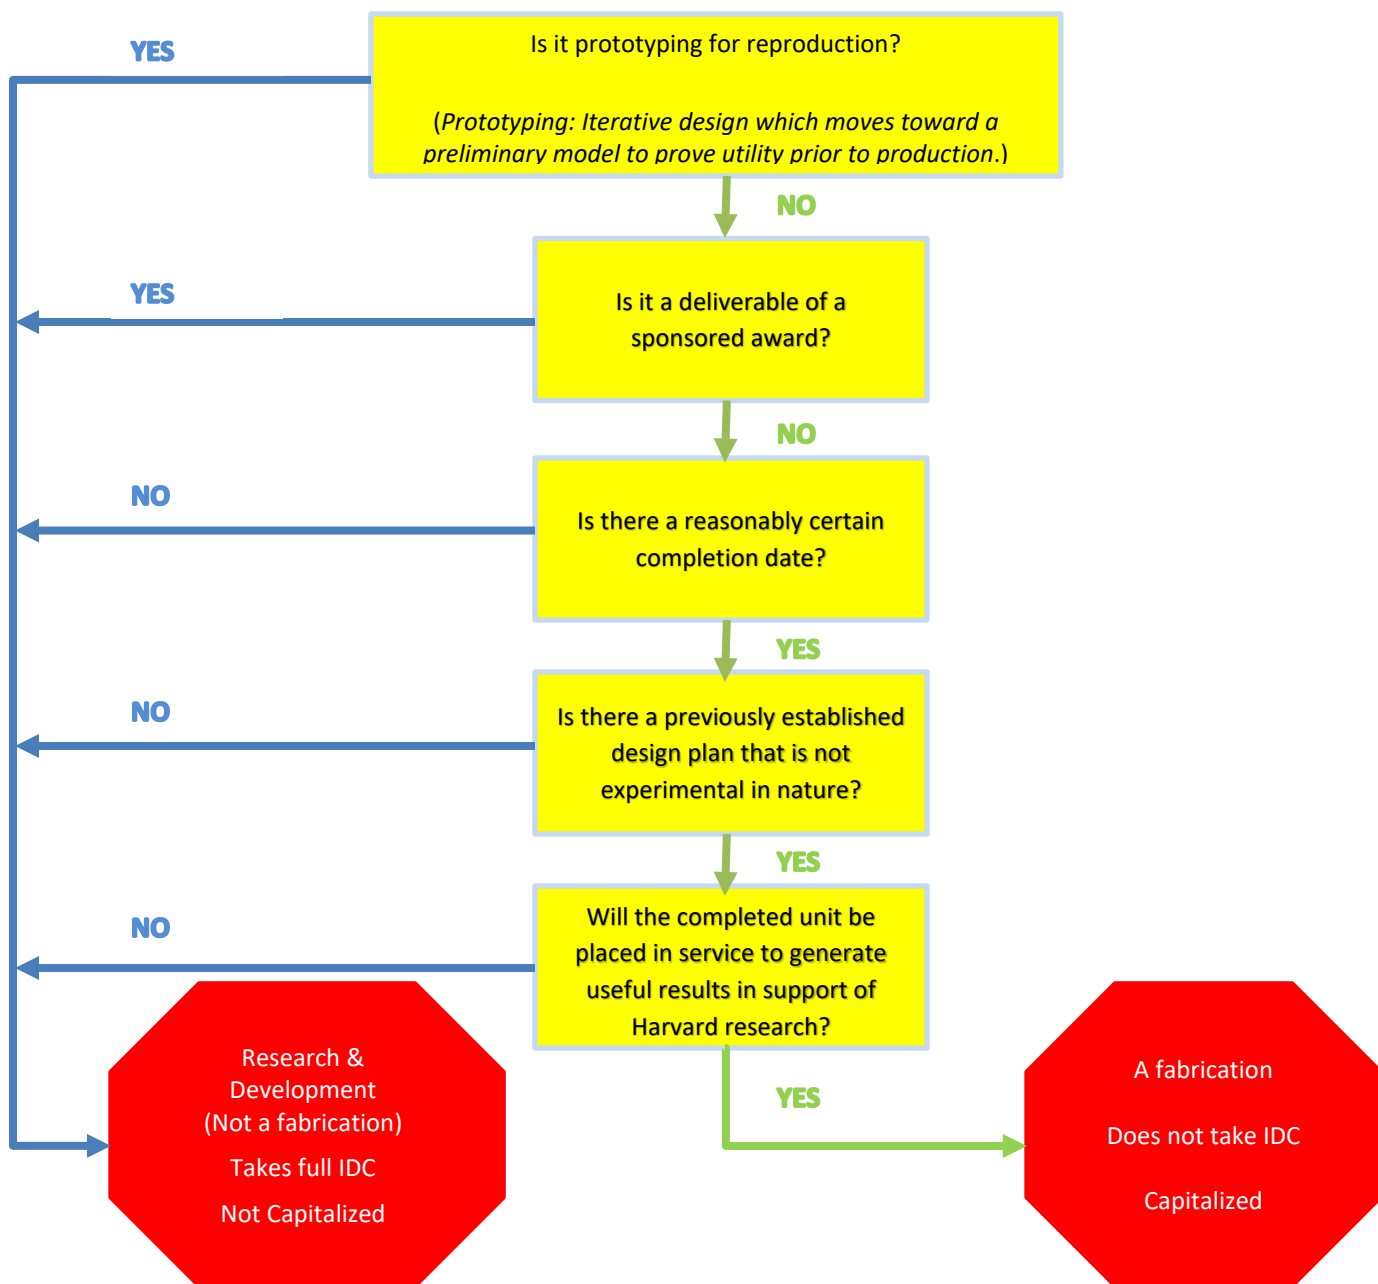 YES
Is it prototyping for reproduction?
(Prototyping: Iterative design which moves toward a
preliminary model to prove utility prior to production.)
NO
YES
Is it a deliverable of a
sponsored award?
NO
NO
Is there a reasonably certain
completion date?
YES
NO
Is there a previously established
design plan that is not
experimental in nature?
YES
NO
Will the completed unit be
placed in service to generate
useful results in support of
Harvard research?
YES
Research &
Development
(Not a fabrication)
Takes full IDC
Not Capitalized
A fabrication
Does not take IDC
Capitalized